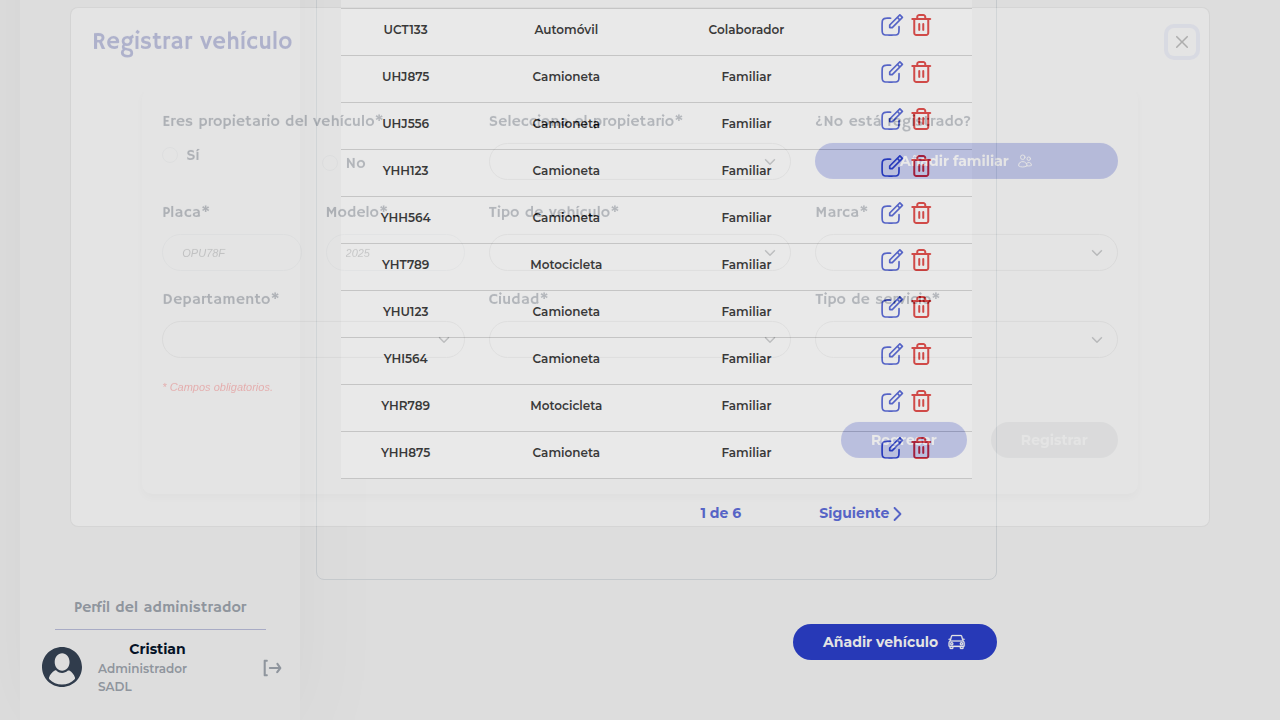 Registrar vehículo
UCT133 Automóvil Colaborador
UHJ875 Camioneta Familiar
Eres propietario del vehículo* Selecciona el propietario* ¿No está registrado?
UHJ556 Camioneta Familiar
Sí No Añadir familiar
YHH123 Camioneta Familiar
Placa* Modelo* Tipo de vehículo* Marca*
YHH564 Camioneta Familiar
OPU78F 2025
YHT789 Motocicleta Familiar
Departamento* Ciudad* Tipo de servicio*
YHU123 Camioneta Familiar
YHI564 Camioneta Familiar
* Campos obligatorios.
YHR789 Motocicleta Familiar
Regresar Registrar
YHH875 Camioneta Familiar
1 de 6 Siguiente
Perfil del administrador
Cristian
Administrador
SADL
Añadir vehículo